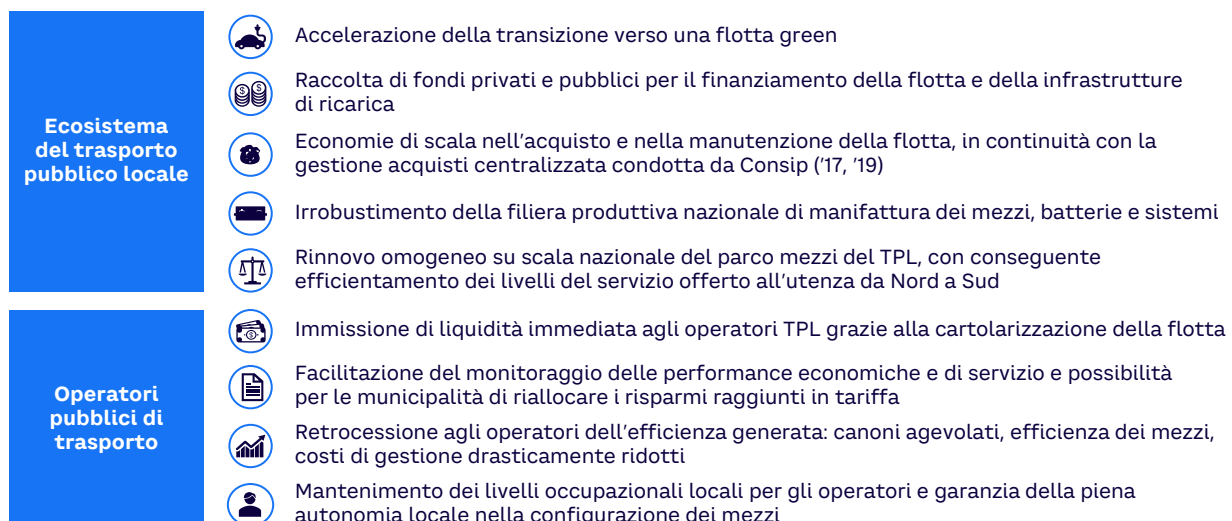 Ecosistema
del trasporto
pubblico locale
Accelerazione della transizione verso una flotta green
Raccolta di fondi privati e pubblici per il finanziamento della flotta e della infrastrutture
di ricarica
Economie di scala nell'acquisto e nella manutenzione della flotta, in continuità con la
gestione acquisti centralizzata condotta da Consip ('17, '19)
Irrobustimento della filiera produttiva nazionale di manifattura dei mezzi, batterie e sistemi
Rinnovo omogeneo su scala nazionale del parco mezzi del TPL, con conseguente
efficientamento dei livelli del servizio offerto all'utenza da Nord a Sud
Operatori
pubblici di
trasporto
Immissione di liquidità immediata agli operatori TPL grazie alla cartolarizzazione della flotta
Facilitazione del monitoraggio delle performance economiche e di servizio e possibilità
per le municipalità di riallocare i risparmi raggiunti in tariffa
Retrocessione agli operatori dell'efficienza generata: canoni agevolati, efficienza dei mezzi,
costi di gestione drasticamente ridotti
Mantenimento dei livelli occupazionali locali per gli operatori e garanzia della piena
autonomia locale nella configurazione dei mezzi